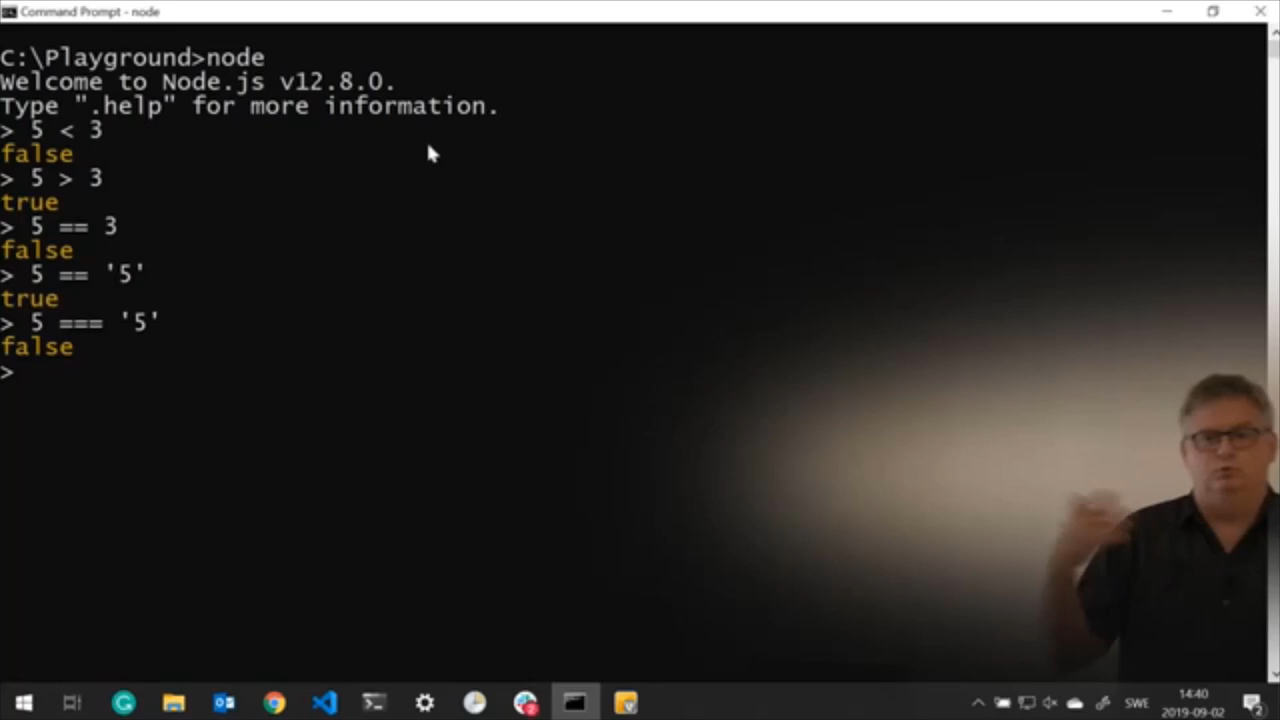 Command Prompt - node
C:\Playground>node
Welcome to Node.js v12.8.0.
Type ".help" for more information.
> 5 < 3
false
> 5 > 3
true
> 5 == 3
false
> 5 == '5'
true
> 5 === '5'
false
>
SWE
14:40
2019-09-02
2